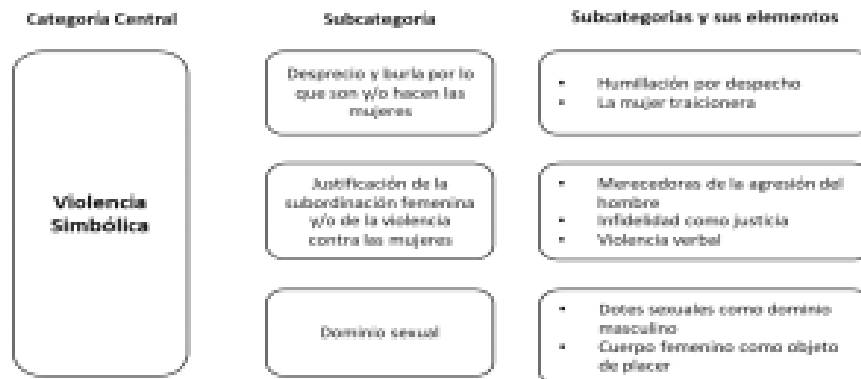 Categoría Central
Subcategoría
Subcategorías y sus elementos
Violencia
Simbólica
Desprecio y burla por lo
que son y/o hacen las
mujeres
• Humillación por despecho
• La mujer traicionera
Justificación de la
subordinación femenina
y/o de la violencia
contra las mujeres
• Merecedoras de la agresión del
hombre
• Infidelidad como justicia
• Violencia verbal
Dominio sexual
• Dotes sexuales como dominio
masculino
• Cuerpo femenino como objeto
de placer